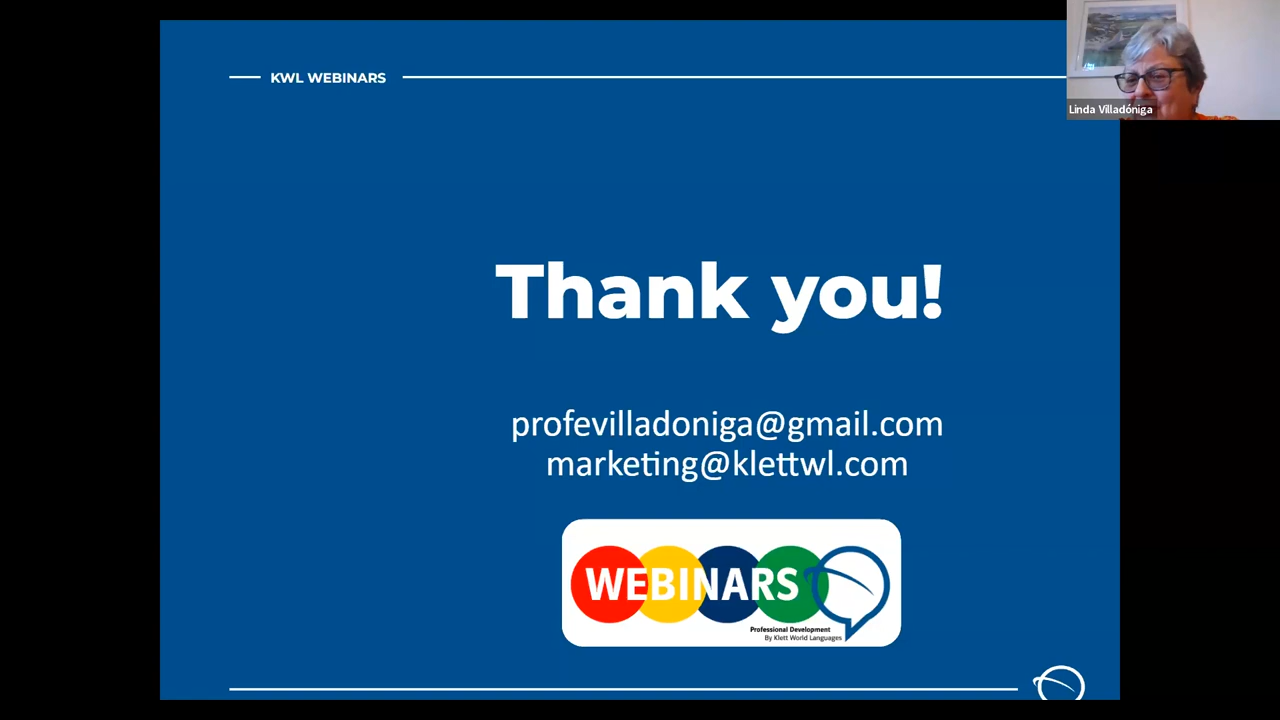 KWL WEBINARS
Linda Villadóniga
Thank you!
profevilladoniga@gmail.com
marketing@klettwl.com
WEBINARS
Professional Development
By Klett World Languages